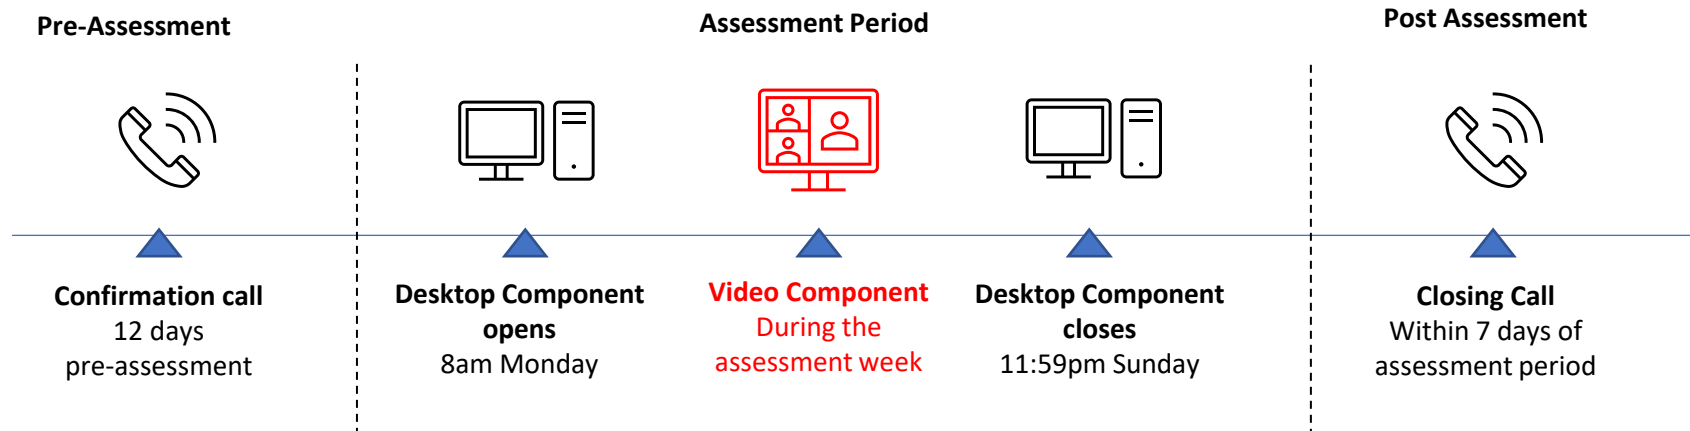 Pre-Assessment
Assessment Period
Post Assessment
Confirmation call
12 days
pre-assessment
Desktop Component
opens
8am Monday
Video Component
During the
assessment week
Desktop Component
closes
11:59pm Sunday
Closing Call
Within 7 days of
assessment period